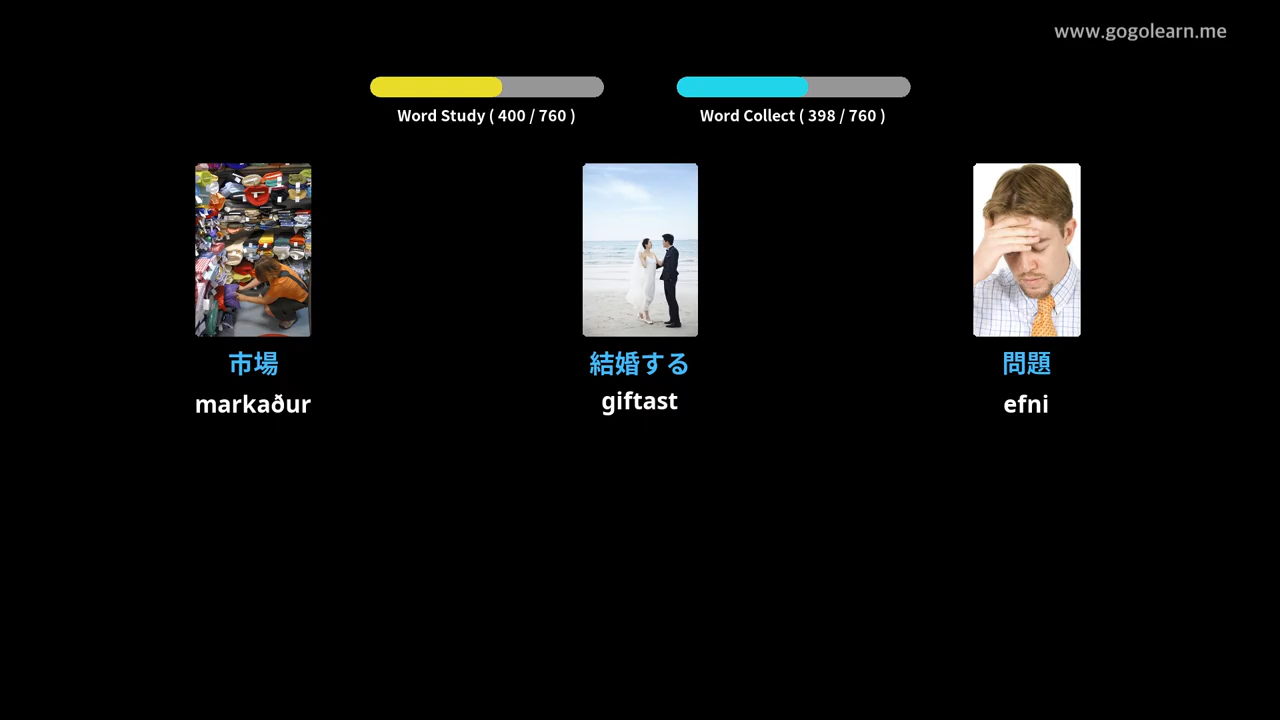 www.gogolearn.me
Word Study ( 400 / 760 )
Word Collect ( 398 / 760 )
市場
結婚する
問題
markaður
giftast
efni